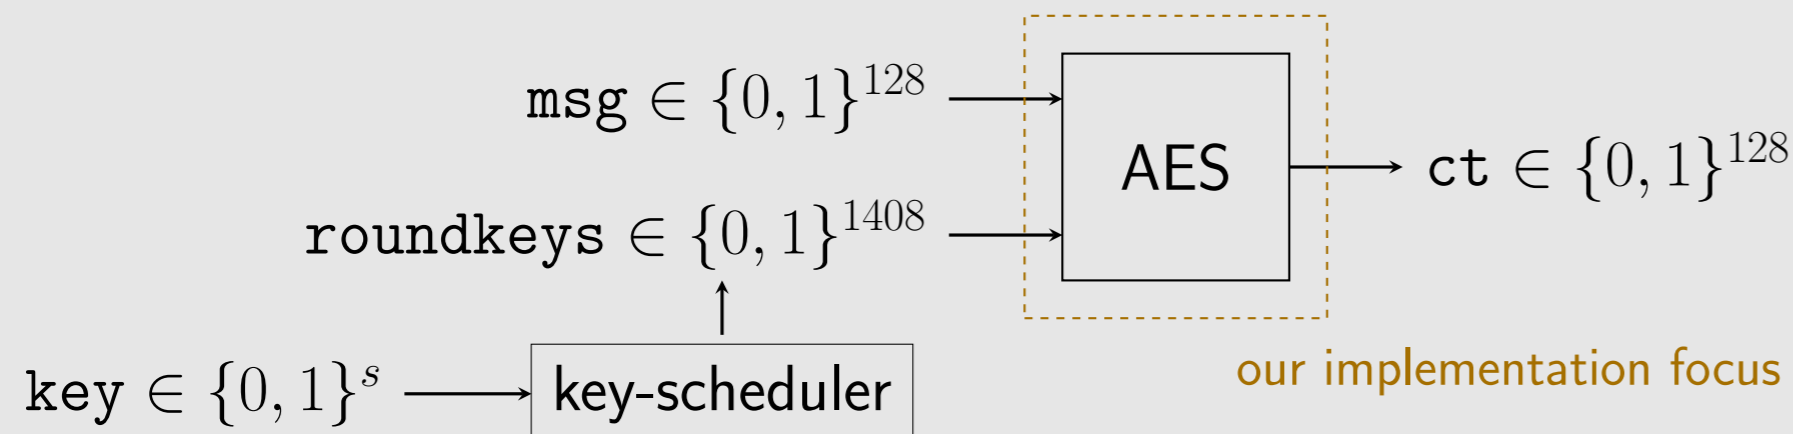 msg ∈ {0, 1}^128
AES
ct ∈ {0, 1}^128
roundkeys ∈ {0, 1}^1408
our implementation focus
key ∈ {0, 1}^s
key-scheduler